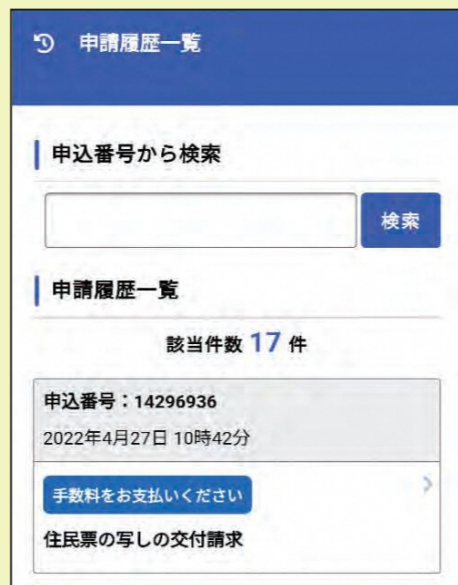 申請履歴一覧
申込番号から検索
検索
申請履歴一覧
該当件数 17 件
申込番号：14296936
2022年4月27日 10時42分
手数料をお支払いください
住民票の写しの交付請求